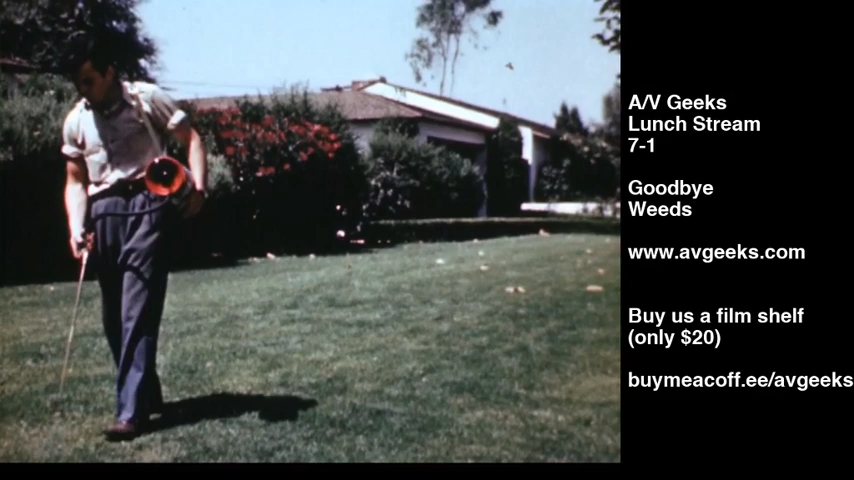 A/V Geeks
Lunch Stream
7-1
Goodbye
Weeds
www.avgeeks.com
Buy us a film shelf
(only $20)
buymeacoff.ee/avgeeks